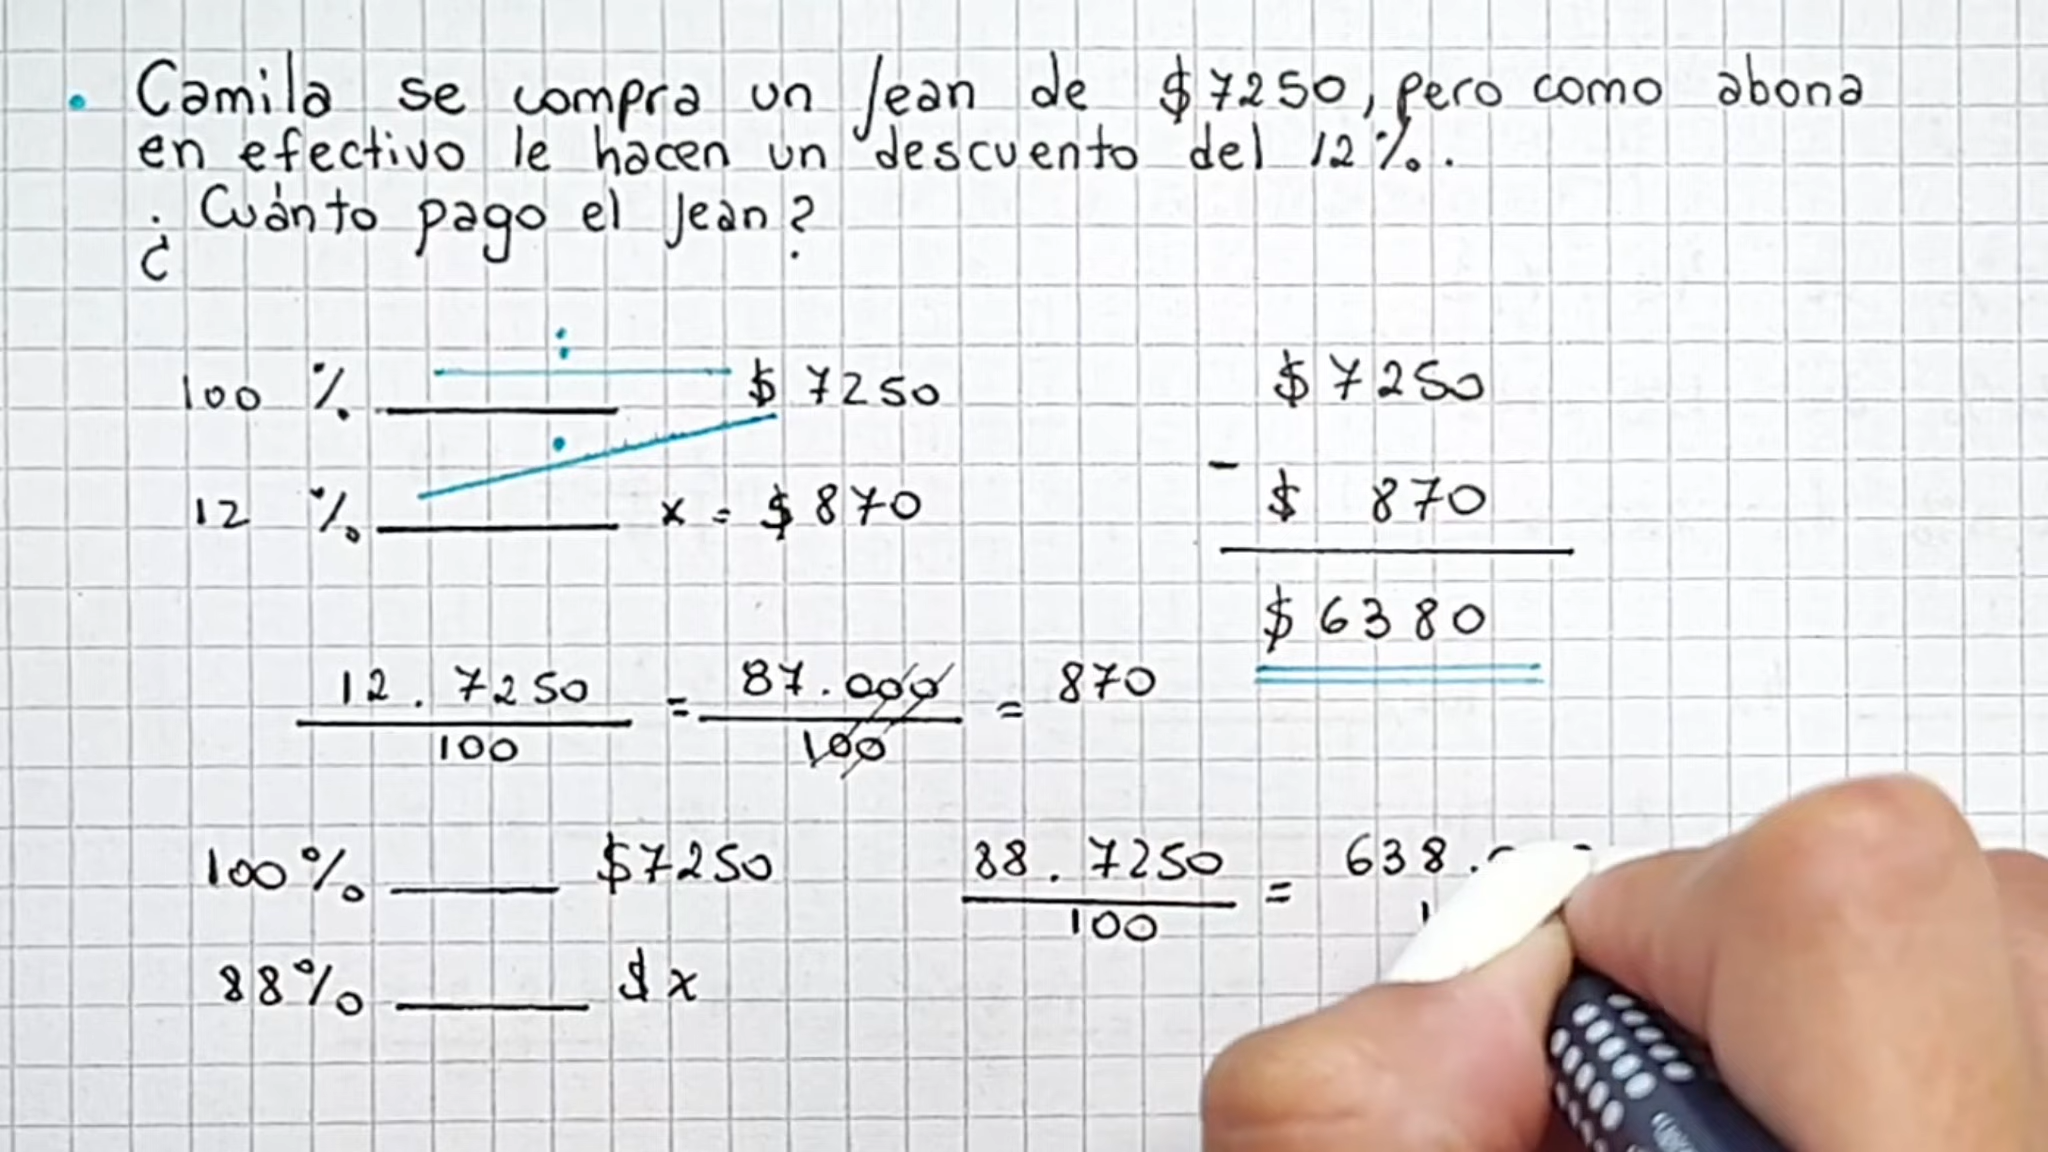 • Camila se compra un Jean de $7250, pero como abona
en efectivo le hacen un descuento del 12%.
¿Cuánto pago el Jean?
:
100 % ——— $ 7250
•
12 % ——— x = $ 870
$ 7250
- $ 870
$ 6380
12 . 7250 / 100 = 87.000 / 100 = 870
100% ——— $7250
88% ——— $ x
88 . 7250 / 100 = 638.